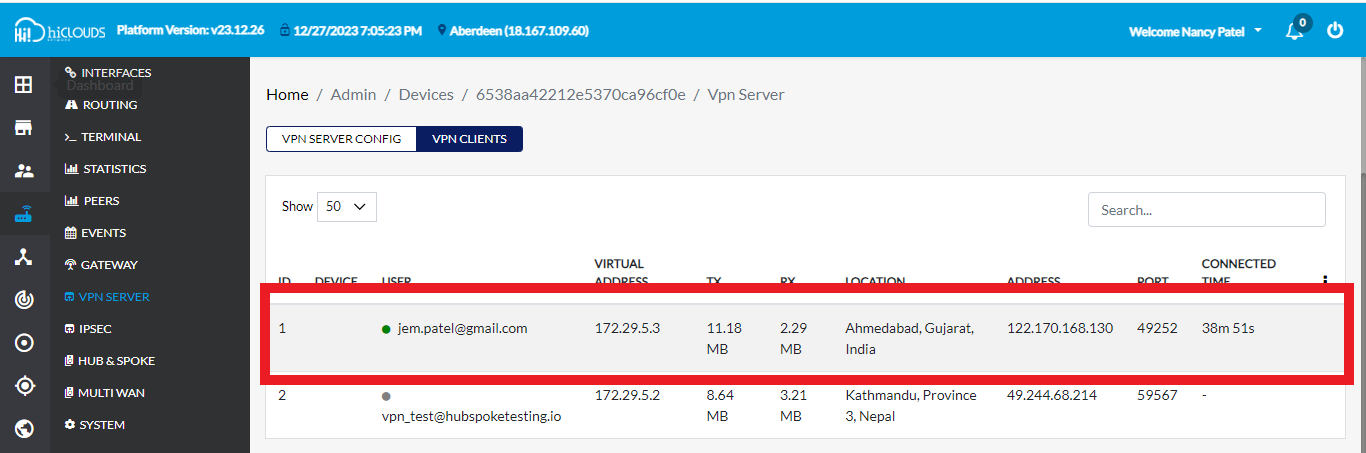 Hi! hiCLOUDS Platform Version: v23.12.26 12/27/2023 7:05:23 PM Aberdeen (18.167.109.60) Welcome Nancy Patel 0
INTERFACES
Dashboard
ROUTING
TERMINAL
STATISTICS
PEERS
EVENTS
GATEWAY
VPN SERVER
IPSEC
HUB & SPOKE
MULTI WAN
SYSTEM
Home / Admin / Devices / 6538aa42212e5370ca96cf0e / Vpn Server
VPN SERVER CONFIG VPN CLIENTS
Show 50 Search...
VIRTUAL CONNECTED
ID DEVICE USER ADDRESS TX RX LOCATION ADDRESS PORT TIME
1 jem.patel@gmail.com 172.29.5.3 11.18 2.29 Ahmedabad, Gujarat, 122.170.168.130 49252 38m 51s
MB MB India
2 172.29.5.2 8.64 3.21 Kathmandu, Province 49.244.68.214 59567 -
vpn_test@hubspoketesting.io MB MB 3, Nepal